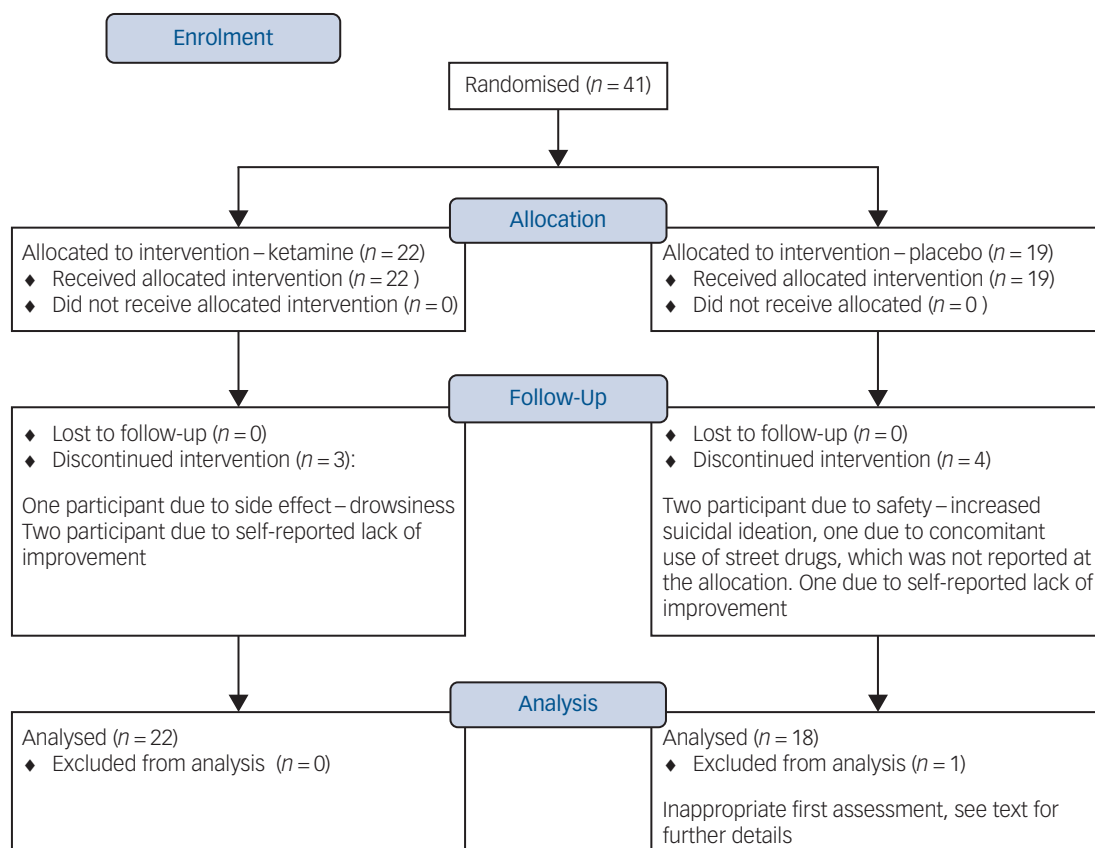 Enrolment
Randomised (n = 41)
Allocation
Allocated to intervention – ketamine (n = 22)
♦ Received allocated intervention (n = 22 )
♦ Did not receive allocated intervention (n = 0)
Allocated to intervention – placebo (n = 19)
♦ Received allocated intervention (n = 19)
♦ Did not receive allocated (n = 0 )
Follow-Up
♦ Lost to follow-up (n = 0)
♦ Discontinued intervention (n = 3):
One participant due to side effect – drowsiness
Two participant due to self-reported lack of
improvement
♦ Lost to follow-up (n = 0)
♦ Discontinued intervention (n = 4)
Two participant due to safety – increased
suicidal ideation, one due to concomitant
use of street drugs, which was not reported at
the allocation. One due to self-reported lack of
improvement
Analysis
Analysed (n = 22)
♦ Excluded from analysis (n = 0)
Analysed (n = 18)
♦ Excluded from analysis (n = 1)
Inappropriate first assessment, see text for
further details